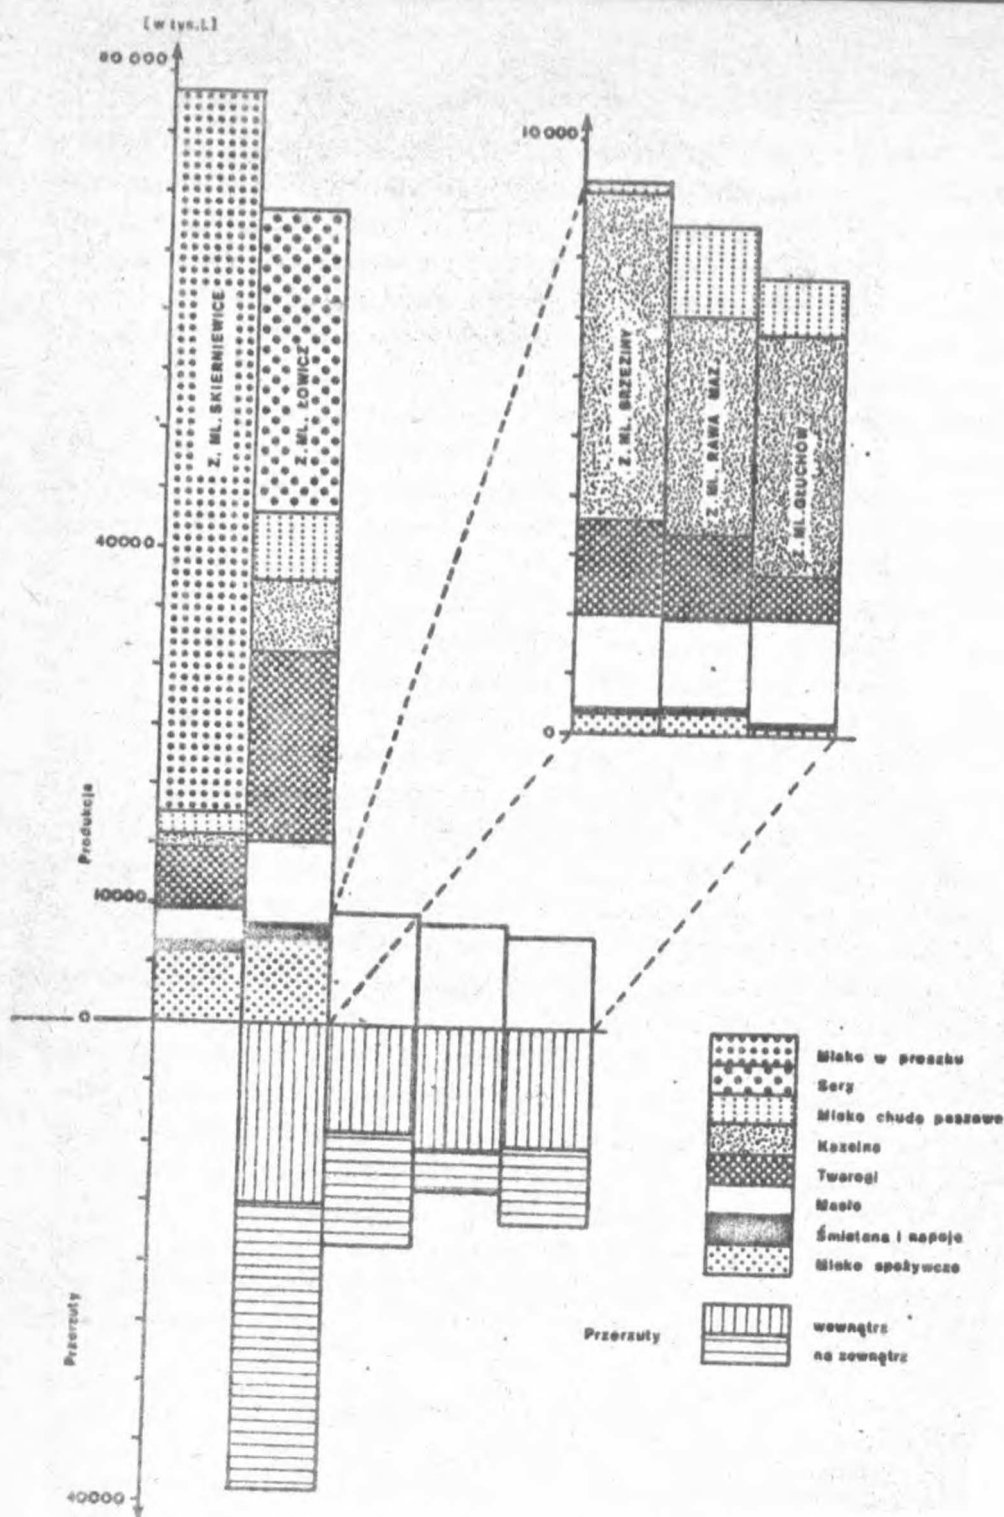 [w tys.L]
80 000
40000
10000
0
40000
Produkcja
Przerzuty
Z. ML. SKIERNIEWICE
Z. ML. ŁOWICZ
10 000
0
Z. ML. BRZEZINY
Z. ML. RAWA MAZ.
Z ML. GŁUCHÓW
Mleko w proszku
Sery
Mleko chude paszowe
Kazeina
Twarogi
Masło
Śmietana i napoje
Mleko spożywcze
Przerzuty
wewnątrz
na zewnątrz